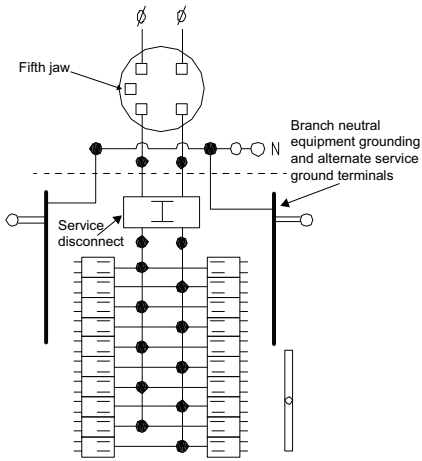 ø ø
Fifth jaw
N
Branch neutral
equipment grounding
and alternate service
ground terminals
Service
disconnect